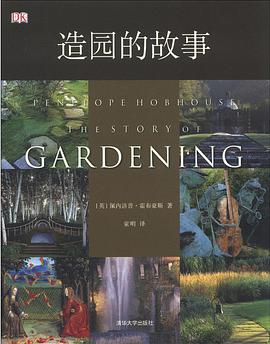 DK
造园的故事
PENELOPE HOBHOUSE
THE STORY OF
GARDENING
[英]佩内洛普·霍布豪斯 著
童明 译
清华大学出版社